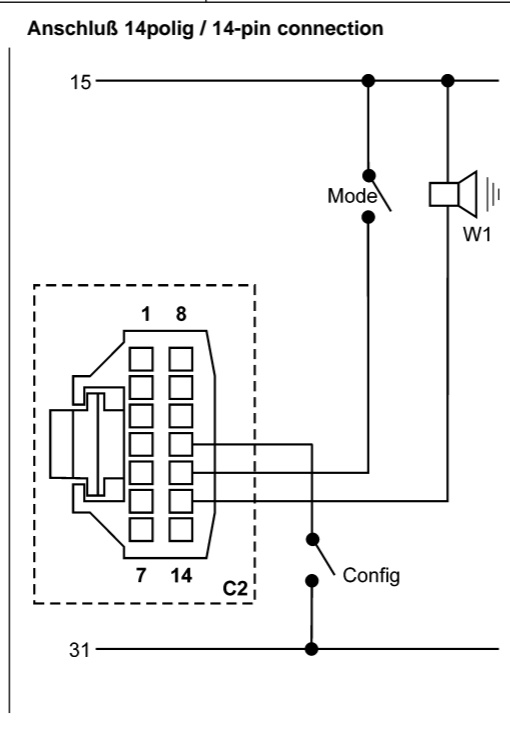 Anschluß 14polig / 14-pin connection
15
Mode
W1
1 8
7 14
C2
Config
31